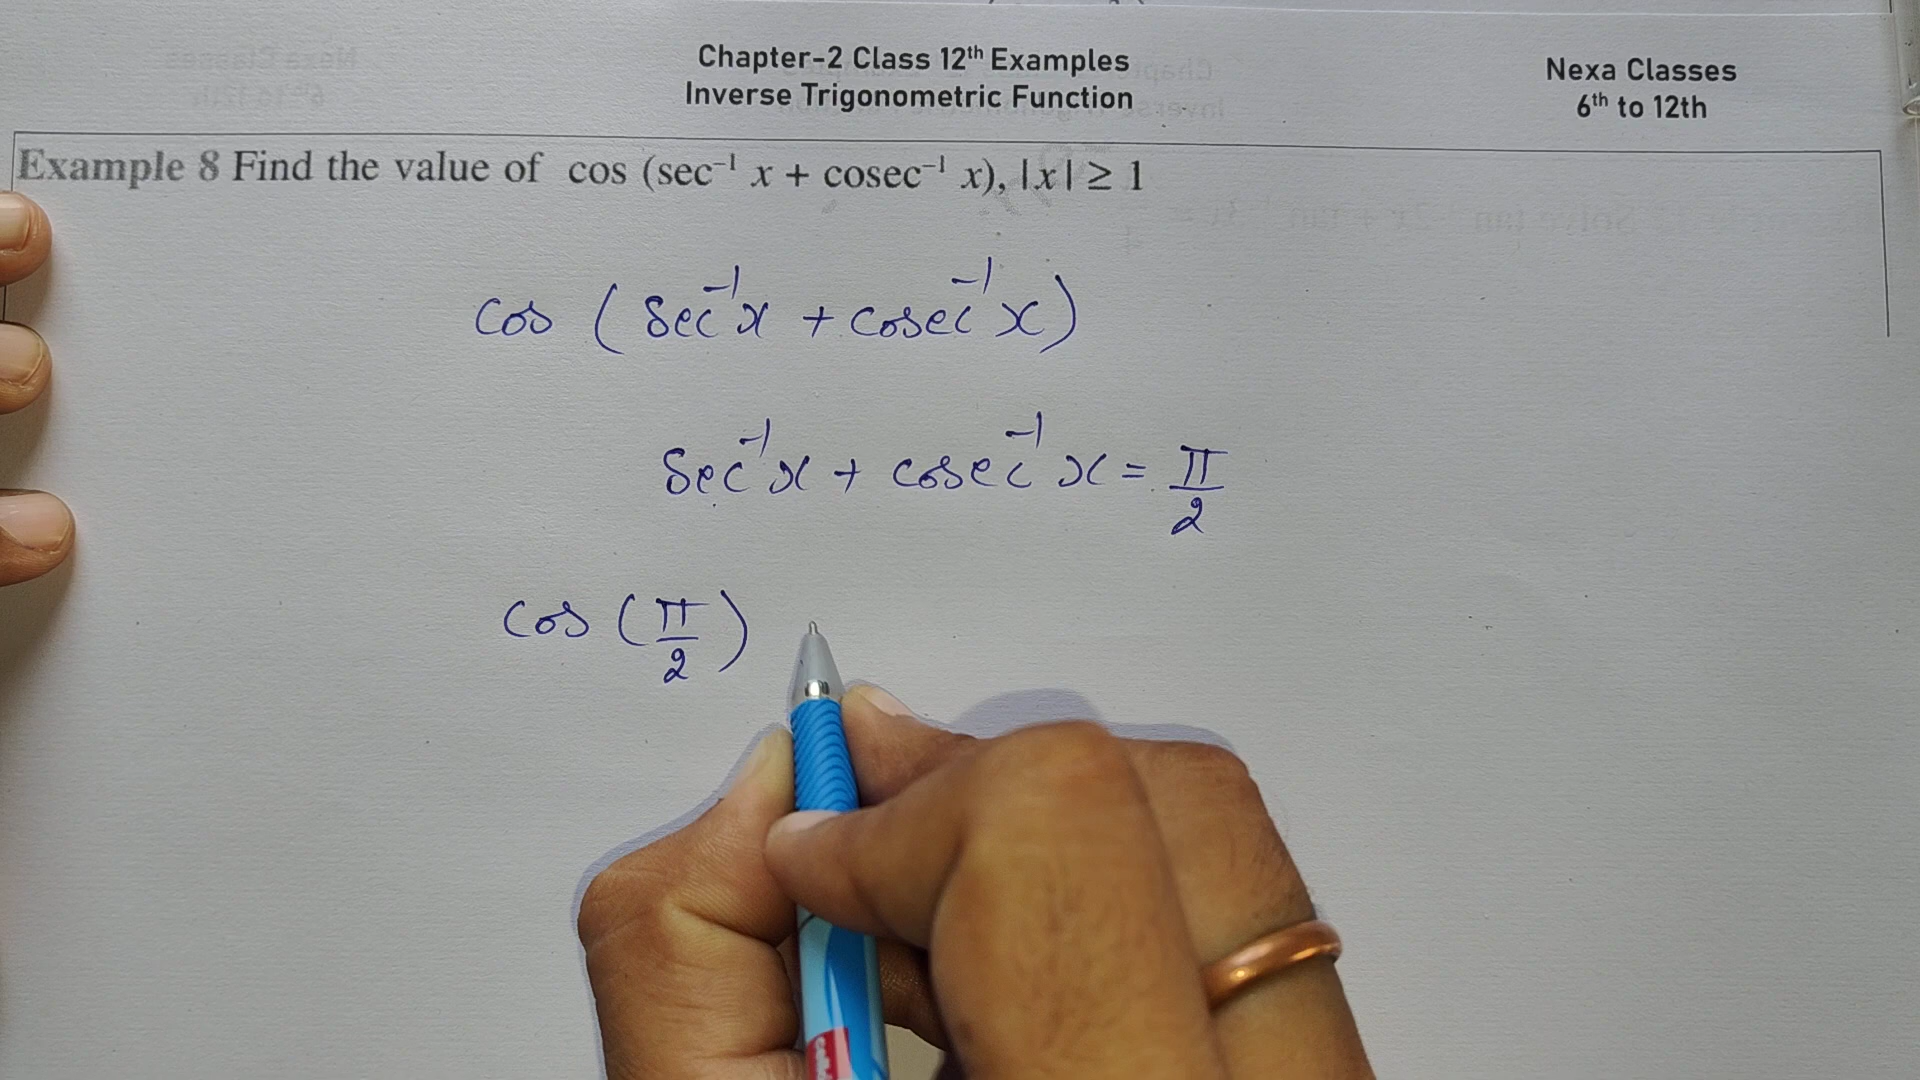 Chapter-2 Class 12th Examples
Inverse Trigonometric Function
Nexa Classes
6th to 12th
Example 8 Find the value of cos (sec⁻¹ x + cosec⁻¹ x), |x| ≥ 1
cos (sec⁻¹x + cosec⁻¹x)
sec⁻¹x + cosec⁻¹x = π/2
cos (π/2)